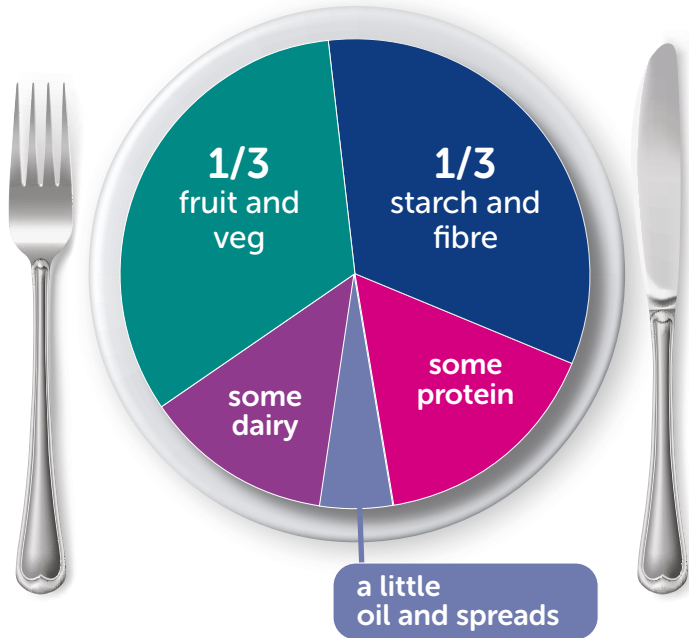 1/3
fruit and
veg
1/3
starch and
fibre
some
dairy
some
protein
a little
oil and spreads